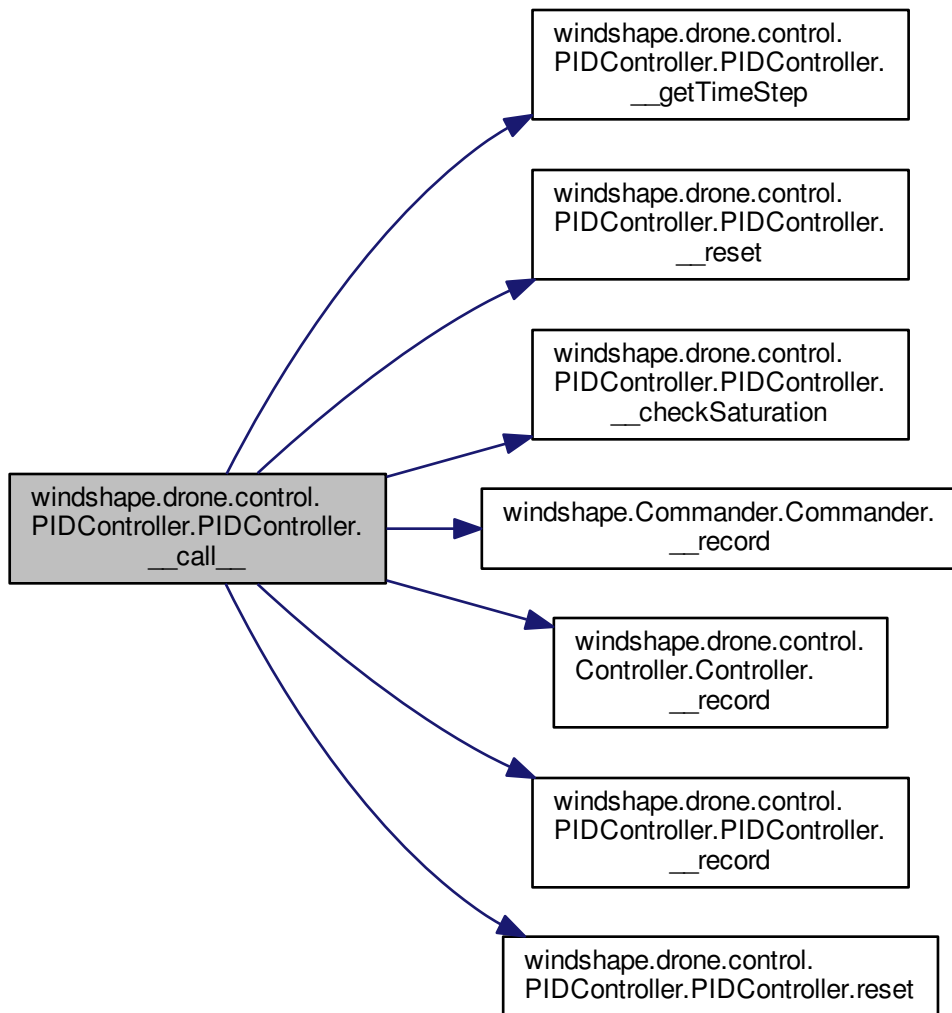 windshape.drone.control.
PIDController.PIDController.
__getTimeStep
windshape.drone.control.
PIDController.PIDController.
__reset
windshape.drone.control.
PIDController.PIDController.
__checkSaturation
windshape.drone.control.
PIDController.PIDController.
__call__
windshape.Commander.Commander.
__record
windshape.drone.control.
Controller.Controller.
__record
windshape.drone.control.
PIDController.PIDController.
__record
windshape.drone.control.
PIDController.PIDController.reset